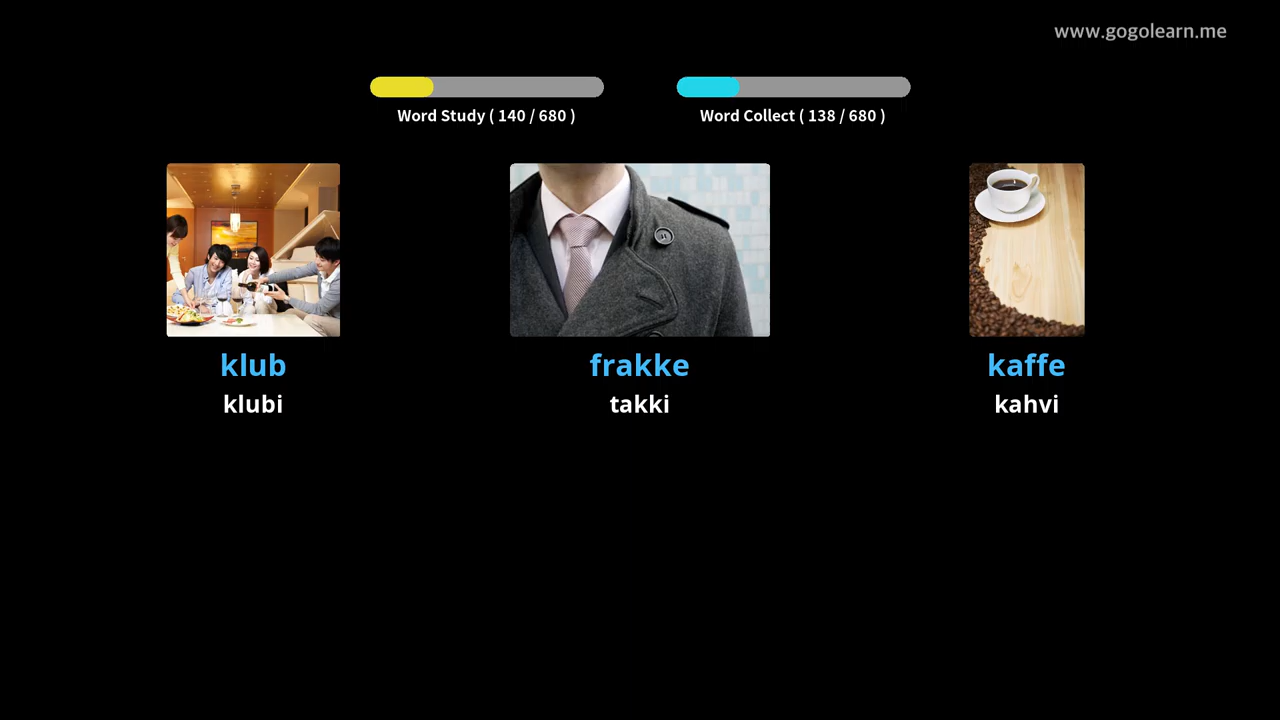 www.gogolearn.me
Word Study ( 140 / 680 )
Word Collect ( 138 / 680 )
klub
klubi
frakke
takki
kaffe
kahvi